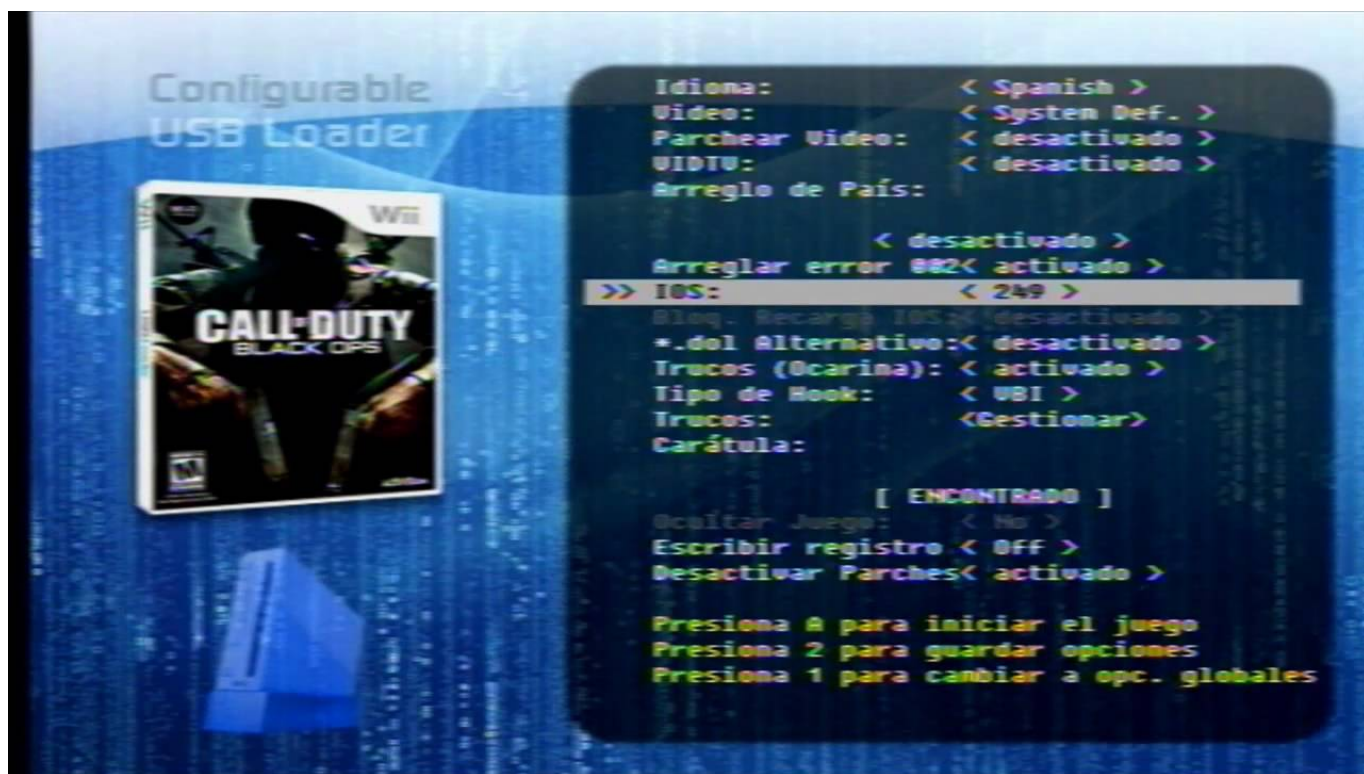 Configurable
USB Loader
Wii
CALL OF DUTY
BLACK OPS
M
Idioma: < Spanish >
Video: < System Def. >
Parchear Video: < desactivado >
VIDTV: < desactivado >
Arreglo de País:
< desactivado >
Arreglar error 002< activado >
>> IOS: < 249 >
Bloq. Recarga IOS:< desactivado >
*.dol Alternativo:< desactivado >
Trucos (Ocarina): < activado >
Tipo de Hook: < VBI >
Trucos: <Gestionar>
Carátula:
[ ENCONTRADO ]
Ocultar Juego: < No >
Escribir registro < Off >
Desactivar Parches< activado >
Presiona A para iniciar el juego
Presiona 2 para guardar opciones
Presiona 1 para cambiar a opc. globales